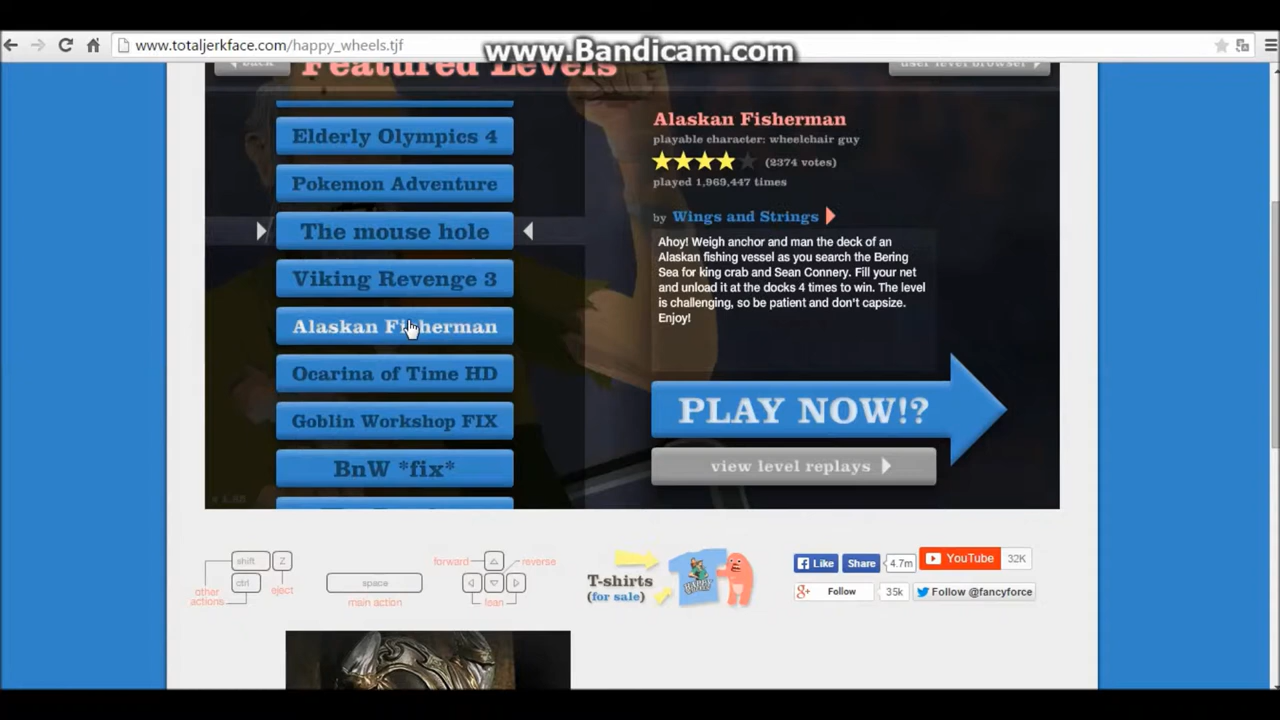 www.totaljerkface.com/happy_wheels.tjf
www.Bandicam.com
back
Featured Levels
user level browser
Elderly Olympics 4
Pokemon Adventure
The mouse hole
Viking Revenge 3
Alaskan Fisherman
Ocarina of Time HD
Goblin Workshop FIX
BnW *fix*
Alaskan Fisherman
playable character: wheelchair guy
(2374 votes)
played 1,969,447 times
by Wings and Strings
Ahoy! Weigh anchor and man the deck of an
Alaskan fishing vessel as you search the Bering
Sea for king crab and Sean Connery. Fill your net
and unload it at the docks 4 times to win. The level
is challenging, so be patient and don't capsize.
Enjoy!
PLAY NOW!?
view level replays
shift Z
ctrl
other
actions
eject
space
main action
forward
reverse
lean
T-shirts
(for sale)
Like Share 4.7m
YouTube 32K
g+ Follow 35k
Follow @fancyforce